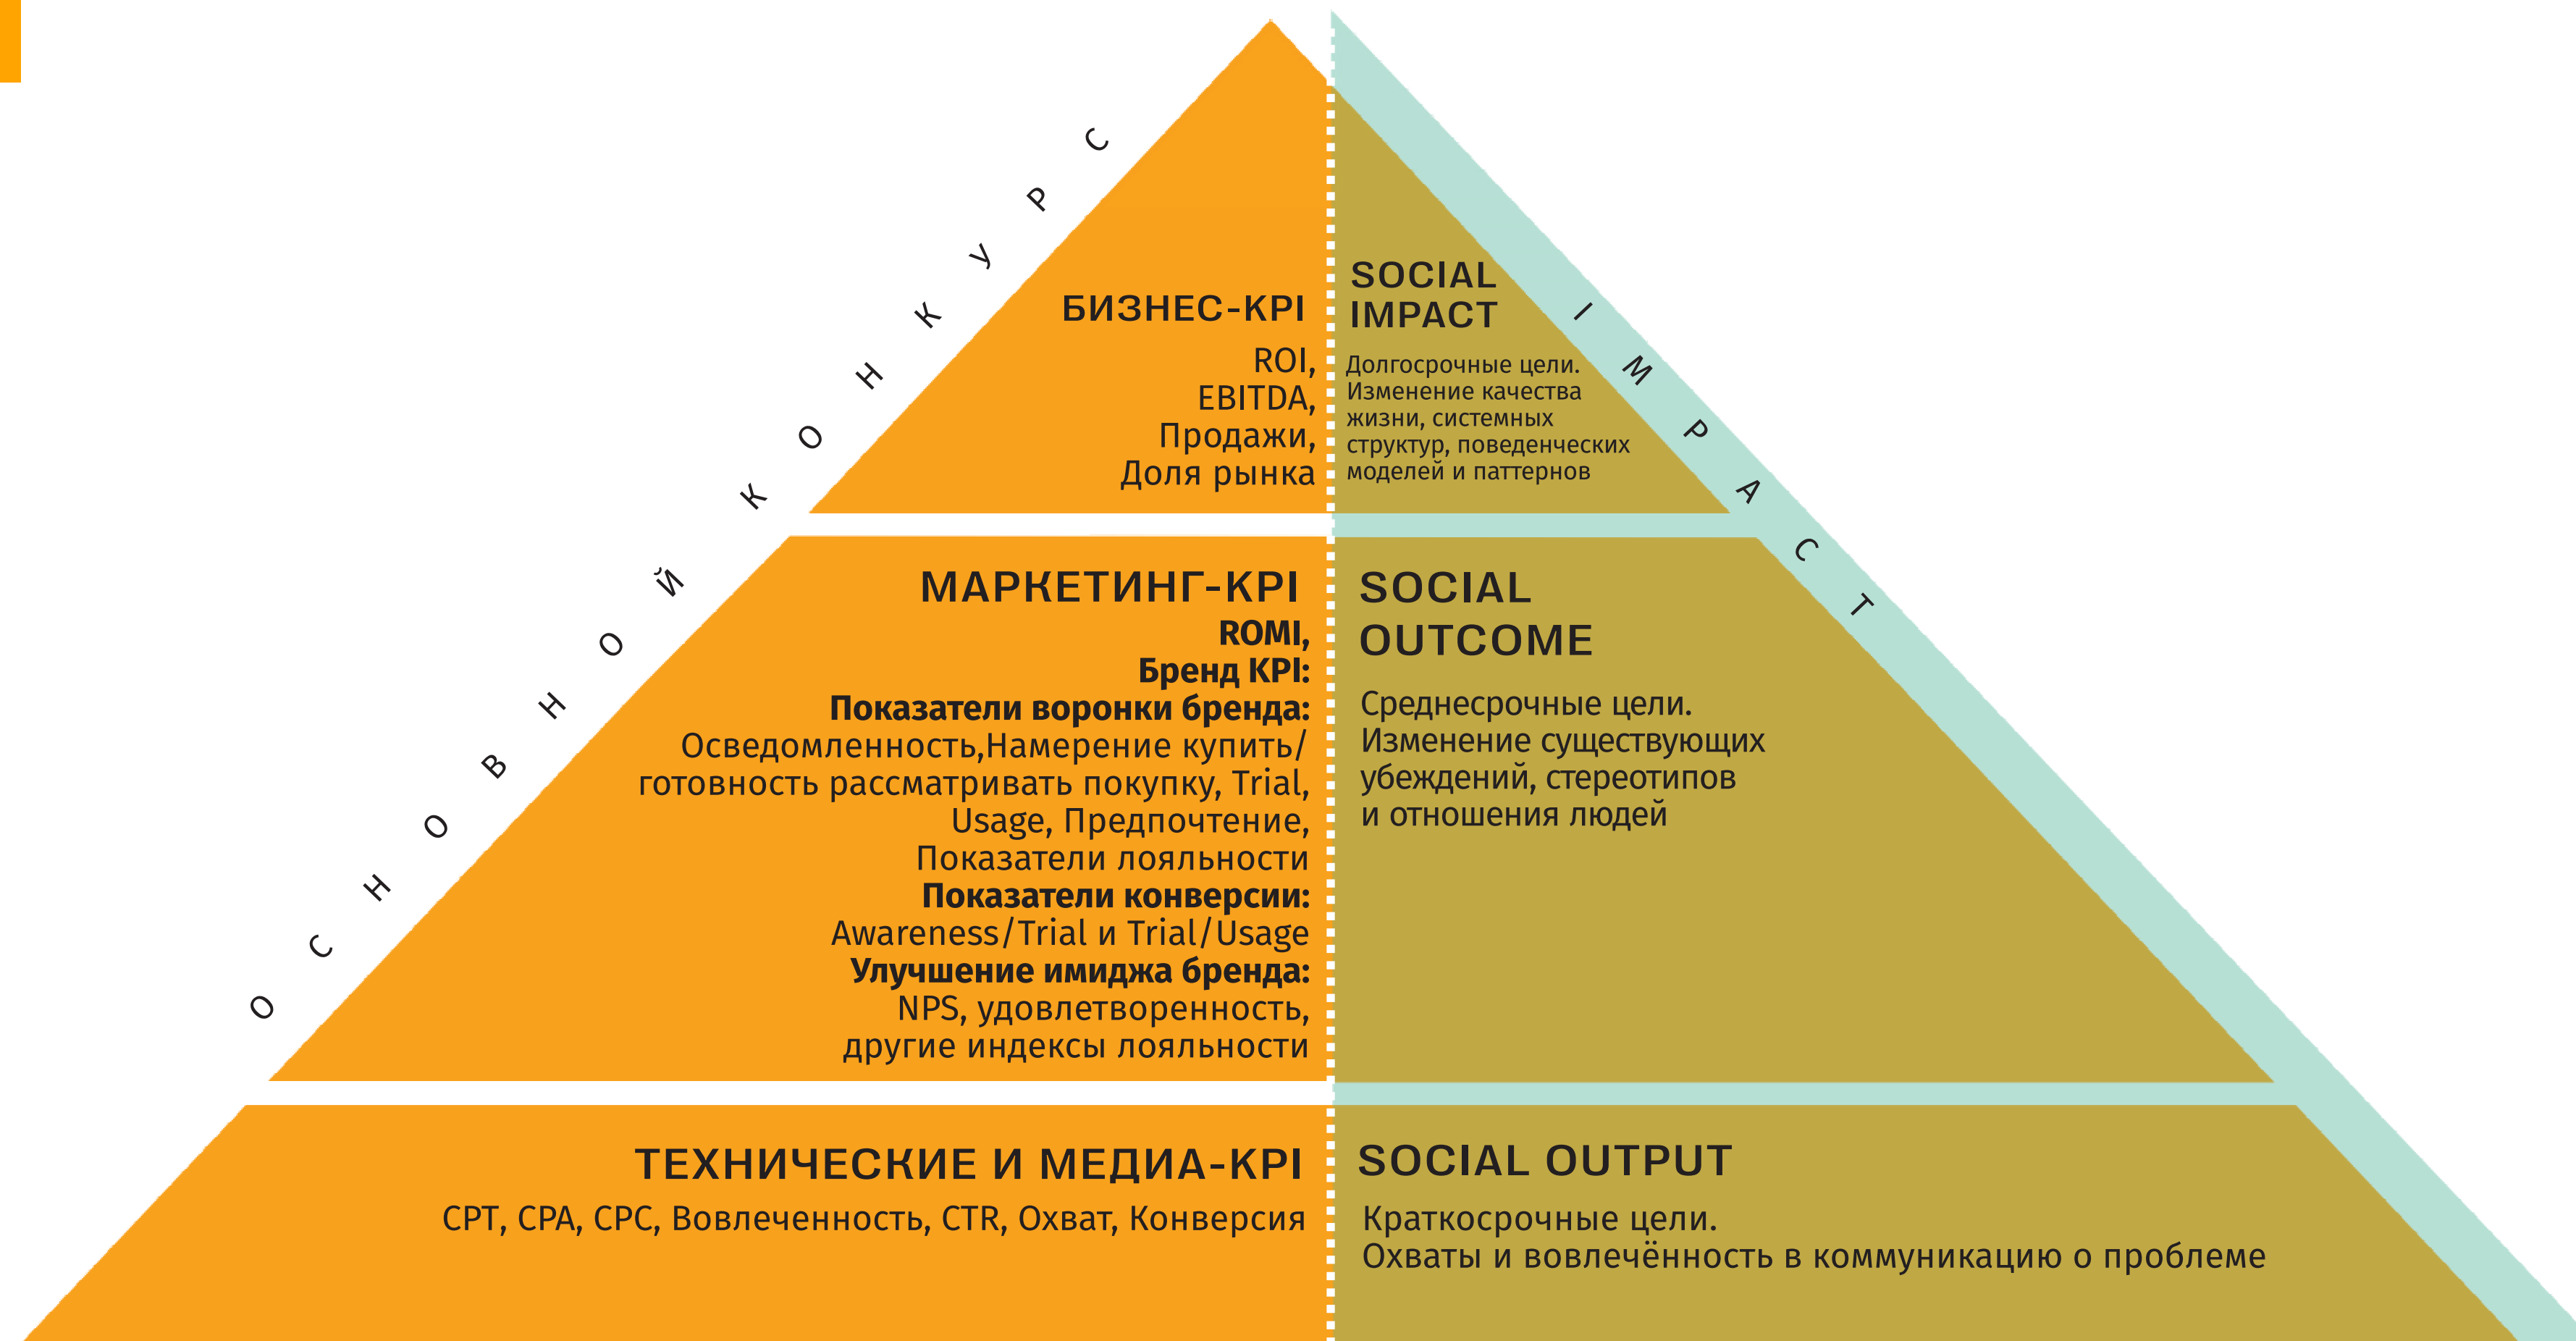 ОСНОВНОЙ КОНКУРС
БИЗНЕС-KPI
ROI,
EBITDA,
Продажи,
Доля рынка
SOCIAL
IMPACT
Долгосрочные цели.
Изменение качества
жизни, системных
структур, поведенческих
моделей и паттернов
IMPACT
МАРКЕТИНГ-KPI
ROMI,
Бренд KPI:
Показатели воронки бренда:
Осведомленность,Намерение купить/
готовность рассматривать покупку, Trial,
Usage, Предпочтение,
Показатели лояльности
Показатели конверсии:
Awareness/Trial и Trial/Usage
Улучшение имиджа бренда:
NPS, удовлетворенность,
другие индексы лояльности
SOCIAL
OUTCOME
Среднесрочные цели.
Изменение существующих
убеждений, стереотипов
и отношения людей
ТЕХНИЧЕСКИЕ И МЕДИА-KPI
CPT, CPA, CPC, Вовлеченность, CTR, Охват, Конверсия
SOCIAL OUTPUT
Краткосрочные цели.
Охваты и вовлечённость в коммуникацию о проблеме